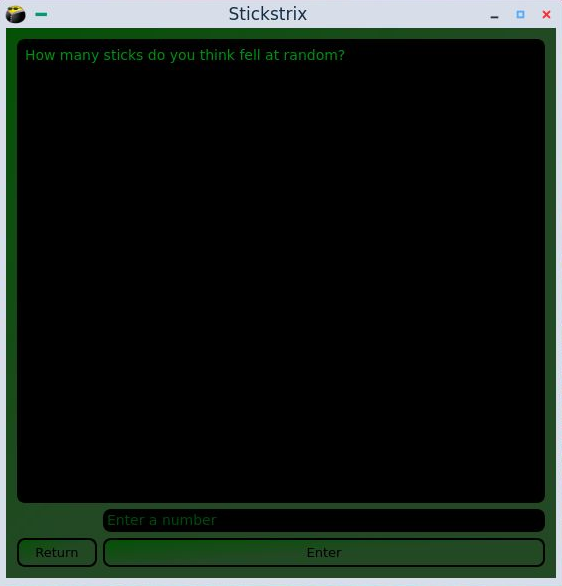 Stickstrix
How many sticks do you think fell at random?
Enter a number
Return
Enter